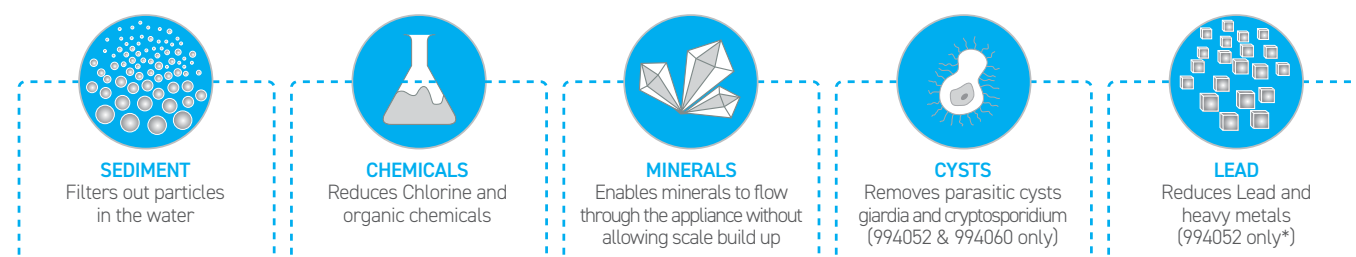 SEDIMENT
Filters out particles
in the water
CHEMICALS
Reduces Chlorine and
organic chemicals
MINERALS
Enables minerals to flow
through the appliance without
allowing scale build up
CYSTS
Removes parasitic cysts
giardia and cryptosporidium
(994052 & 994060 only)
LEAD
Reduces Lead and
heavy metals
(994052 only*)